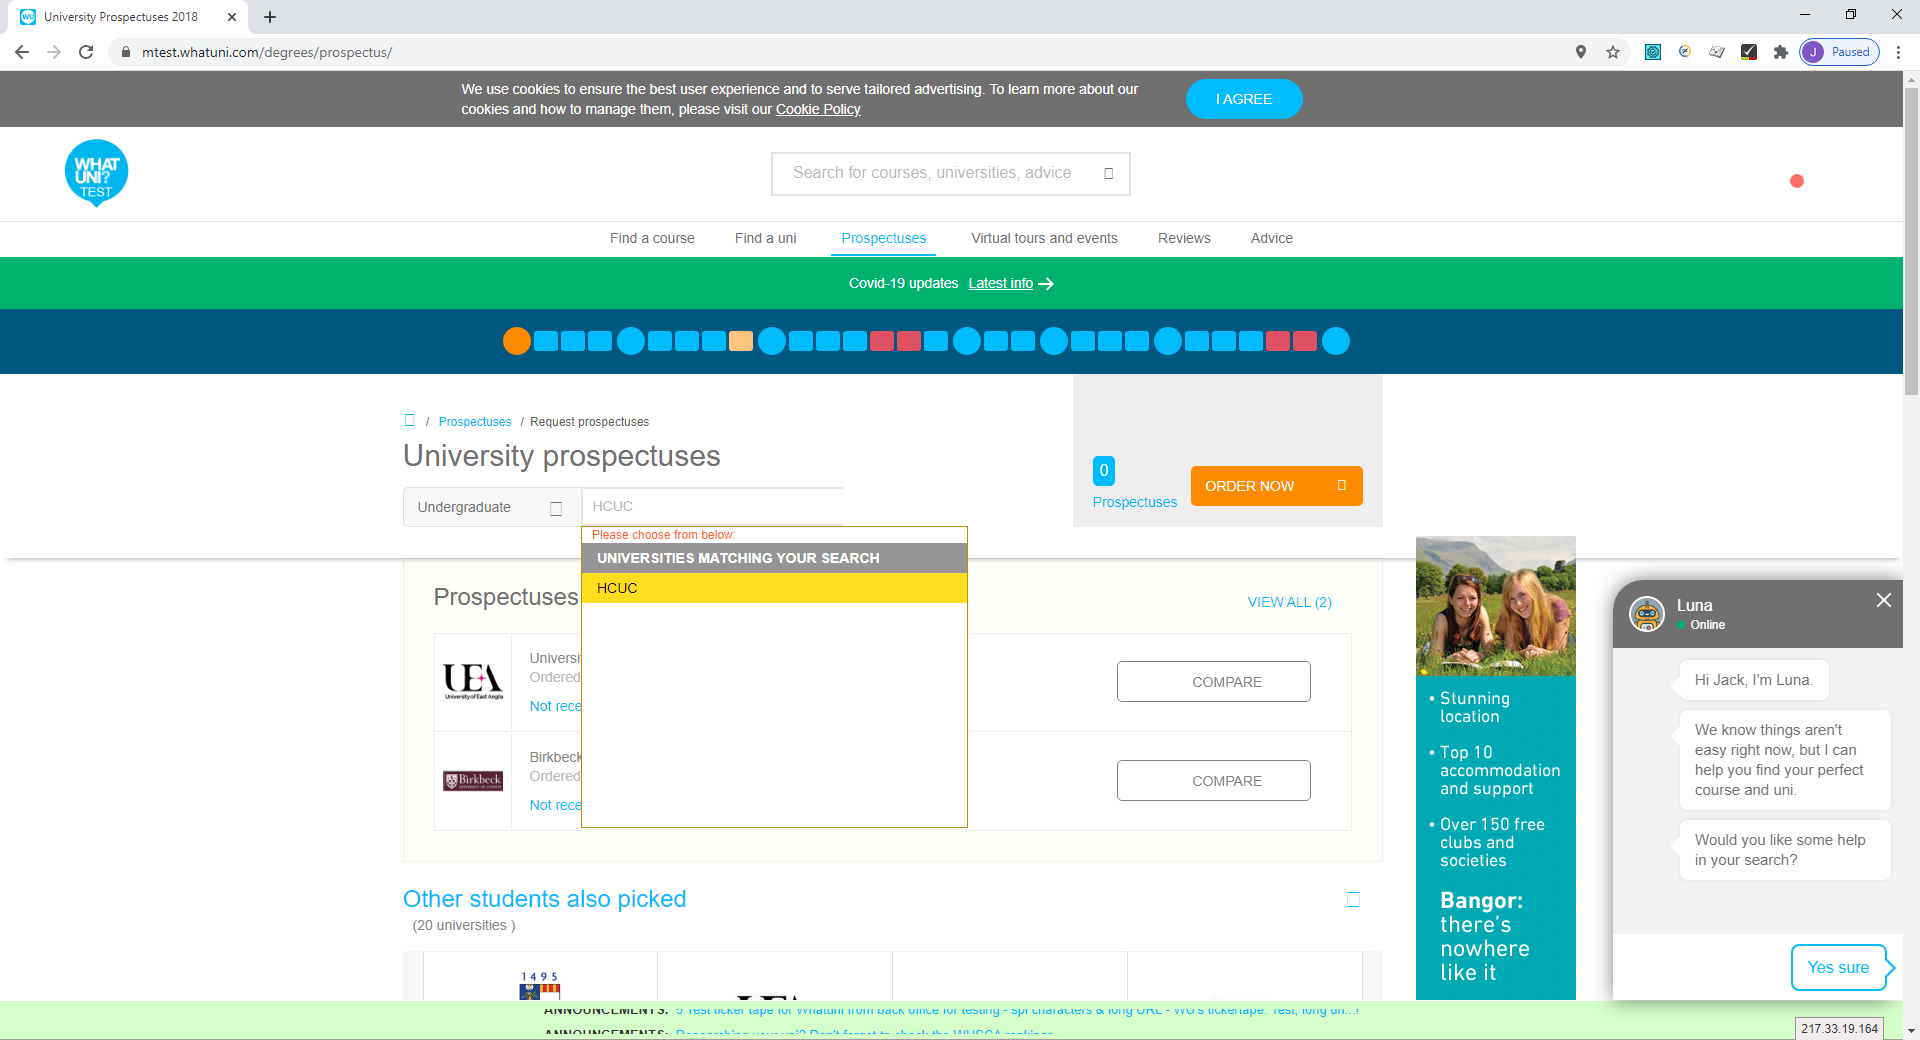 University Prospectuses 2018
mtest.whatuni.com/degrees/prospectus/
J Paused
We use cookies to ensure the best user experience and to serve tailored advertising. To learn more about our
cookies and how to manage them, please visit our Cookie Policy
I AGREE
WHAT
UNI?
TEST
Search for courses, universities, advice
Find a course
Find a uni
Prospectuses
Virtual tours and events
Reviews
Advice
Covid-19 updates Latest info
/ Prospectuses / Request prospectuses
University prospectuses
Undergraduate
HCUC
0
Prospectuses
ORDER NOW
Please choose from below:
UNIVERSITIES MATCHING YOUR SEARCH
HCUC
Prospectuses
VIEW ALL (2)
UEA
University of East Anglia
Universi
Ordered
Not rece
COMPARE
Birkbeck
UNIVERSITY OF LONDON
Birkbeck
Ordered
Not rece
COMPARE
Other students also picked
(20 universities )
1495
UEA
• Stunning
location
• Top 10
accommodation
and support
• Over 150 free
clubs and
societies
Bangor:
there's
nowhere
like it
Luna
Online
Hi Jack, I'm Luna.
We know things aren't
easy right now, but I can
help you find your perfect
course and uni.
Would you like some help
in your search?
Yes sure
ANNOUNCEMENTS: 5 Test ticker tape for Whatuni from back office for testing - spl characters & long URL - WU's tickertape. Test, long un...!
ANNOUNCEMENTS: Researching your uni? Don't forget to check the WUSCA rankings
217.33.19.164